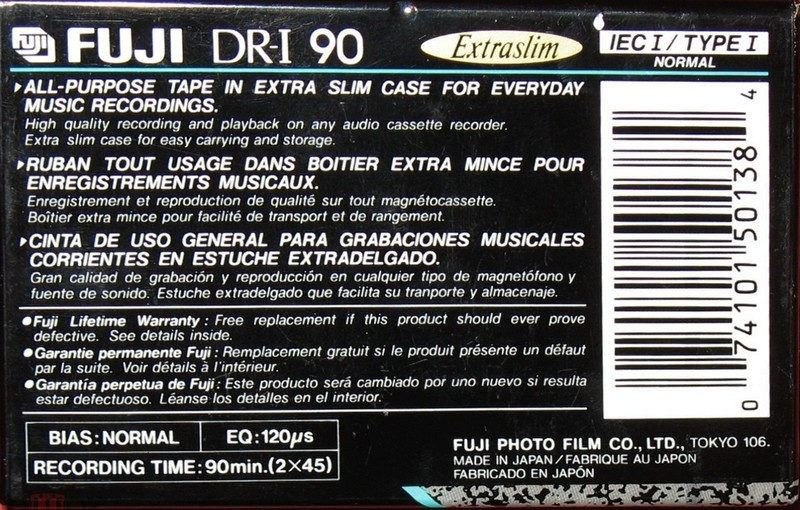 FUJI FUJI DR-I 90 Extraslim IEC I / TYPE I
NORMAL
▸ALL-PURPOSE TAPE IN EXTRA SLIM CASE FOR EVERYDAY
MUSIC RECORDINGS.
High quality recording and playback on any audio cassette recorder.
Extra slim case for easy carrying and storage.
▸RUBAN TOUT USAGE DANS BOITIER EXTRA MINCE POUR
ENREGISTREMENTS MUSICAUX.
Enregistrement et reproduction de qualité sur tout magnétocassette.
Boîtier extra mince pour facilité de transport et de rangement.
▸CINTA DE USO GENERAL PARA GRABACIONES MUSICALES
CORRIENTES EN ESTUCHE EXTRADELGADO.
Gran calidad de grabación y reproducción en cualquier tipo de magnetófono y
fuente de sonido. Estuche extradelgado que facilita su tranporte y almacenaje.
●Fuji Lifetime Warranty : Free replacement if this product should ever prove
defective. See details inside.
●Garantie permanente Fuji : Remplacement gratuit si le produit présente un défaut
par la suite. Voir détails à l'intérieur.
●Garantía perpetua de Fuji : Este producto será cambiado por uno nuevo si resulta
estar defectuoso. Léanse los detalles en el interior.
0 74101 50138 4
BIAS: NORMAL EQ: 120μs
RECORDING TIME: 90min. (2×45)
FUJI PHOTO FILM CO., LTD., TOKYO 106.
MADE IN JAPAN / FABRIQUE AU JAPON
FABRICADO EN JAPÓN